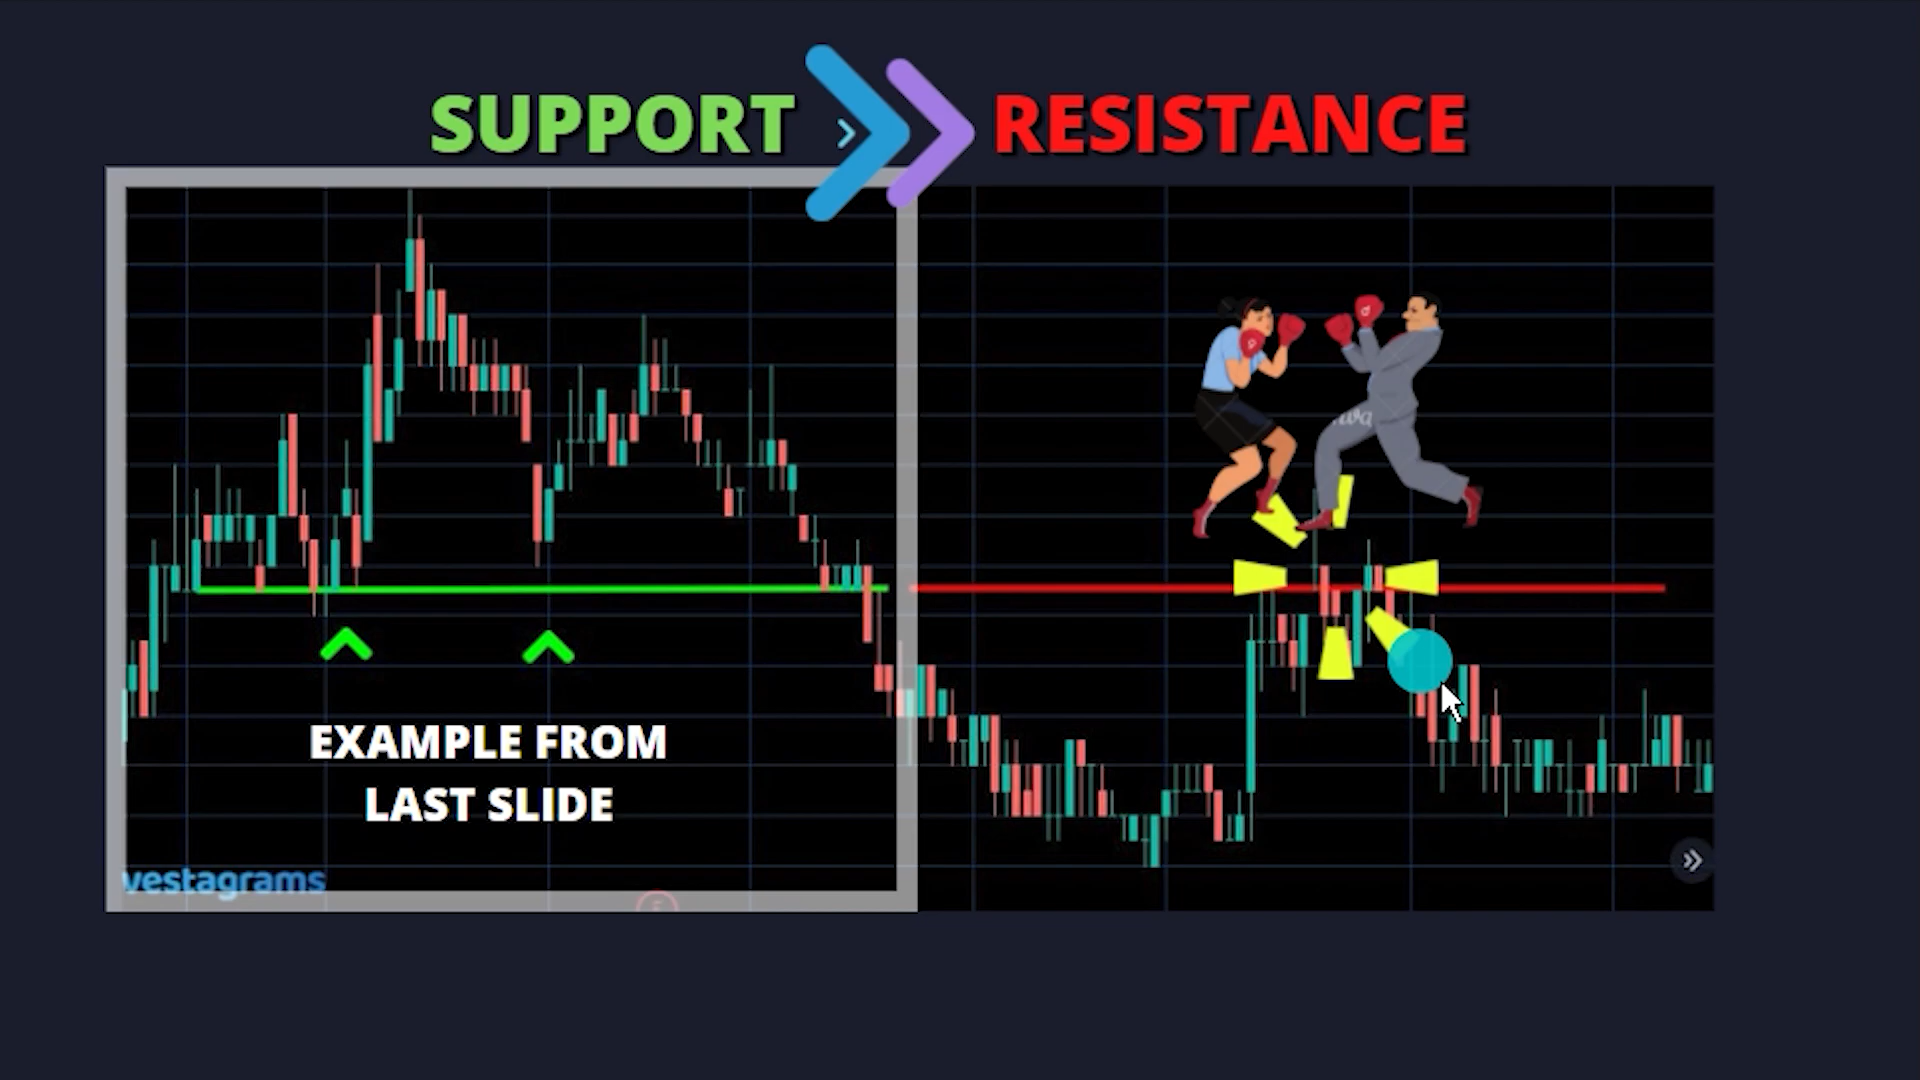 SUPPORT
RESISTANCE
EXAMPLE FROM
LAST SLIDE
vestagrams